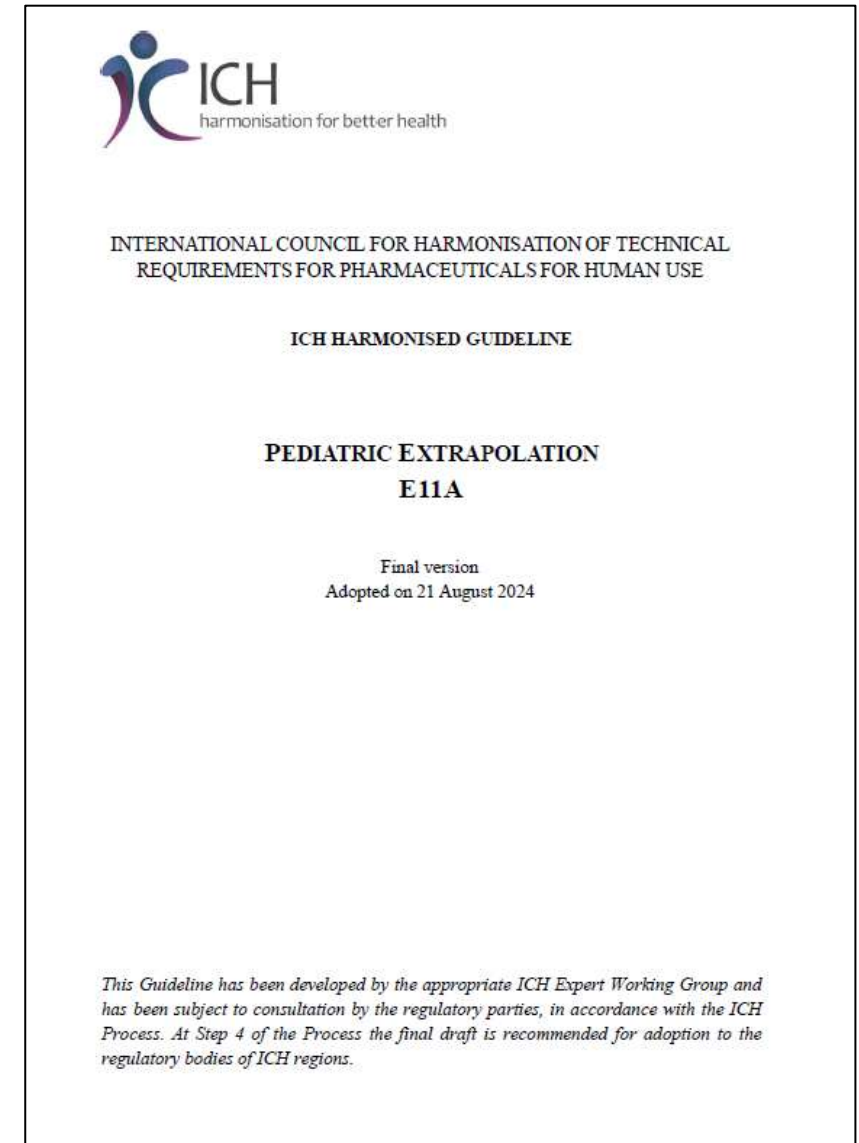 ICH
harmonisation for better health
INTERNATIONAL COUNCIL FOR HARMONISATION OF TECHNICAL
REQUIREMENTS FOR PHARMACEUTICALS FOR HUMAN USE
ICH HARMONISED GUIDELINE
PEDIATRIC EXTRAPOLATION
E11A
Final version
Adopted on 21 August 2024
This Guideline has been developed by the appropriate ICH Expert Working Group and
has been subject to consultation by the regulatory parties, in accordance with the ICH
Process. At Step 4 of the Process the final draft is recommended for adoption to the
regulatory bodies of ICH regions.